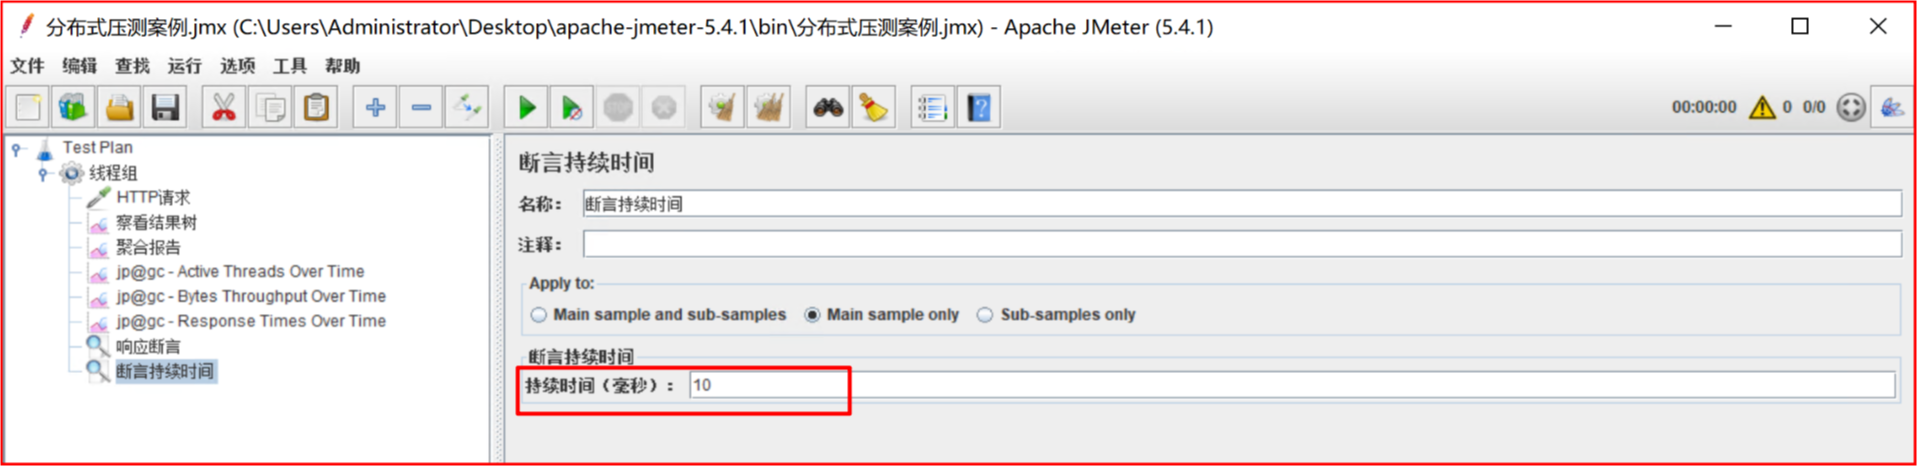 分布式压测案例.jmx (C:\Users\Administrator\Desktop\apache-jmeter-5.4.1\bin\分布式压测案例.jmx) - Apache JMeter (5.4.1)
文件 编辑 查找 运行 选项 工具 帮助
00:00:00 0 0/0
Test Plan
线程组
HTTP请求
察看结果树
聚合报告
jp@gc - Active Threads Over Time
jp@gc - Bytes Throughput Over Time
jp@gc - Response Times Over Time
响应断言
断言持续时间
断言持续时间
名称： 断言持续时间
注释：
Apply to:
Main sample and sub-samples Main sample only Sub-samples only
断言持续时间
持续时间（毫秒）： 10